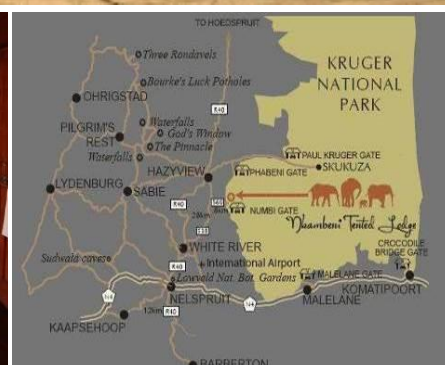 TO HOEDSPRUIT
Three Rondavels
KRUGER
NATIONAL
PARK
Bourke's Luck Potholes
OHRIGSTAD
R40
Waterfalls
God's Window
PILGRIM'S
REST
The Pinnacle
Waterfalls
PAUL KRUGER GATE
SKUKUZA
HAZYVIEW
PHABENI GATE
LYDENBURG
SABIE
R40
NUMBI GATE
Nkambeni Tented Lodge
CROCODILE
BRIDGE GATE
WHITE RIVER
Sudwala caves
R40
International Airport
Lowveld Nat. Bot. Gardens
MALELANE GATE
N4
NELSPRUIT
N4
MALELANE
KOMATIPOORT
KAAPSEHOOP
10km
R40
BARBERTON